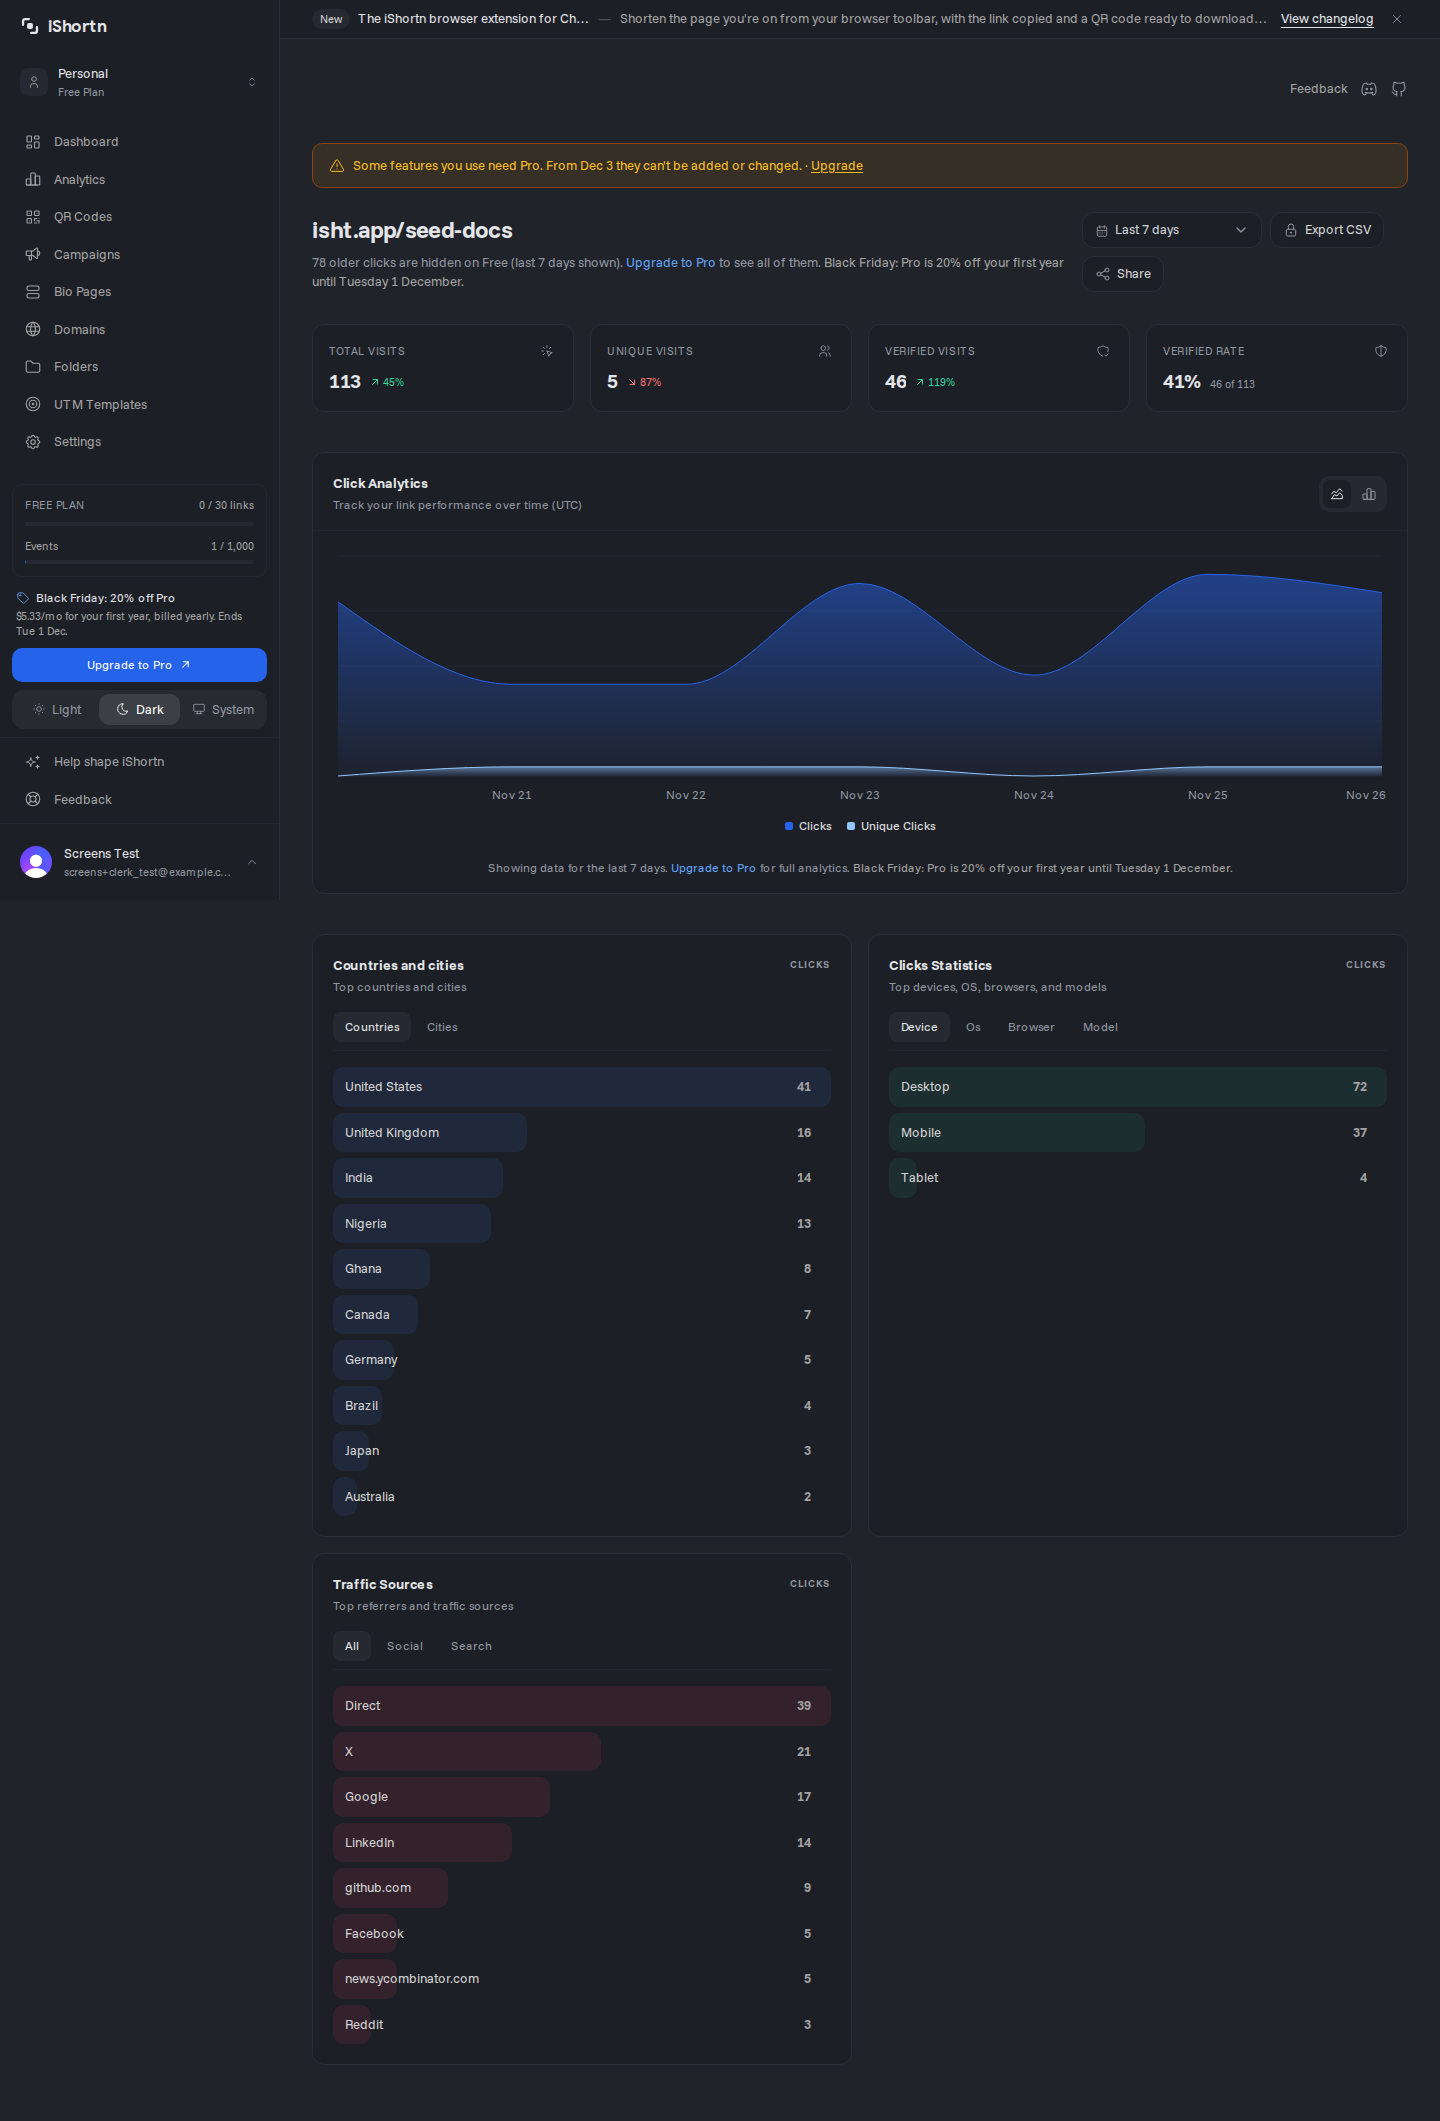 iShortn
Personal
Free Plan
Dashboard
Analytics
QR Codes
Campaigns
Bio Pages
Domains
Folders
UTM Templates
Settings
FREE PLAN 0 / 30 links
Events 1 / 1,000
Black Friday: 20% off Pro
$5.33/mo for your first year, billed yearly. Ends
Tue 1 Dec.
Upgrade to Pro
Light Dark System
Help shape iShortn
Feedback
Screens Test
screens+clerk_test@example.c...
New The iShortn browser extension for Ch... — Shorten the page you're on from your browser toolbar, with the link copied and a QR code ready to download... View changelog
Feedback
Some features you use need Pro. From Dec 3 they can't be added or changed. · Upgrade
isht.app/seed-docs
78 older clicks are hidden on Free (last 7 days shown). Upgrade to Pro to see all of them. Black Friday: Pro is 20% off your first year
until Tuesday 1 December.
Last 7 days
Export CSV
Share
TOTAL VISITS
113 45%
UNIQUE VISITS
5 87%
VERIFIED VISITS
46 119%
VERIFIED RATE
41% 46 of 113
Click Analytics
Track your link performance over time (UTC)
Nov 21 Nov 22 Nov 23 Nov 24 Nov 25 Nov 26
Clicks Unique Clicks
Showing data for the last 7 days. Upgrade to Pro for full analytics. Black Friday: Pro is 20% off your first year until Tuesday 1 December.
Countries and cities CLICKS
Top countries and cities
Countries Cities
United States 41
United Kingdom 16
India 14
Nigeria 13
Ghana 8
Canada 7
Germany 5
Brazil 4
Japan 3
Australia 2
Clicks Statistics CLICKS
Top devices, OS, browsers, and models
Device Os Browser Model
Desktop 72
Mobile 37
Tablet 4
Traffic Sources CLICKS
Top referrers and traffic sources
All Social Search
Direct 39
X 21
Google 17
LinkedIn 14
github.com 9
Facebook 5
news.ycombinator.com 5
Reddit 3